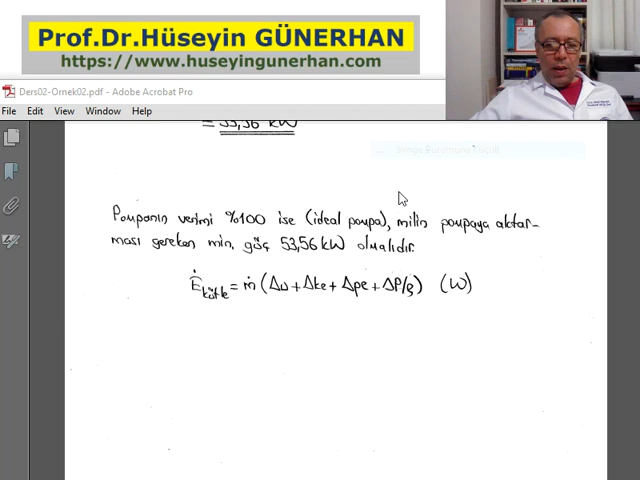 Prof.Dr.Hüseyin GÜNERHAN
https://www.huseyingunerhan.com
Ders02-Ornek02.pdf - Adobe Acrobat Pro
File Edit View Window Help
= 53,56 kW
Pompanın verimi %100 ise (ideal pompa), milin pompaya aktar-
ması gereken min. güç 53,56 kW olmalıdır.
Ėkütle = ṁ (Δu + Δke + Δpe + ΔP/ρ) (W)